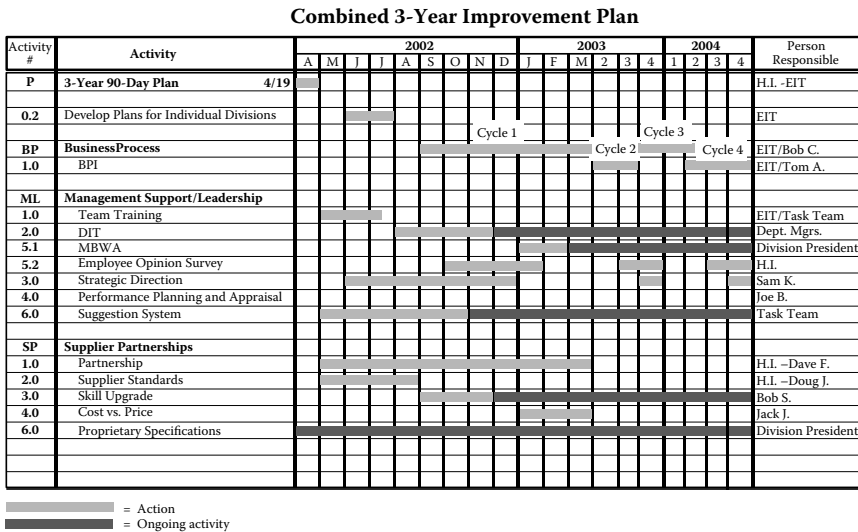 Combined 3-Year Improvement Plan
Activity # Activity 2002 2003 2004 Person Responsible
A M J J A S O N D J F M 2 3 4 1 2 3 4
P 3-Year 90-Day Plan 4/19 H.I. -EIT
0.2 Develop Plans for Individual Divisions EIT
Cycle 1 Cycle 3
BP BusinessProcess Cycle 2 Cycle 4 EIT/Bob C.
1.0 BPI EIT/Tom A.
ML Management Support/Leadership
1.0 Team Training EIT/Task Team
2.0 DIT Dept. Mgrs.
5.1 MBWA Division President
5.2 Employee Opinion Survey H.I.
3.0 Strategic Direction Sam K.
4.0 Performance Planning and Appraisal Joe B.
6.0 Suggestion System Task Team
SP Supplier Partnerships
1.0 Partnership H.I. –Dave F.
2.0 Supplier Standards H.I. –Doug J.
3.0 Skill Upgrade Bob S.
4.0 Cost vs. Price Jack J.
6.0 Proprietary Specifications Division President
= Action
= Ongoing activity